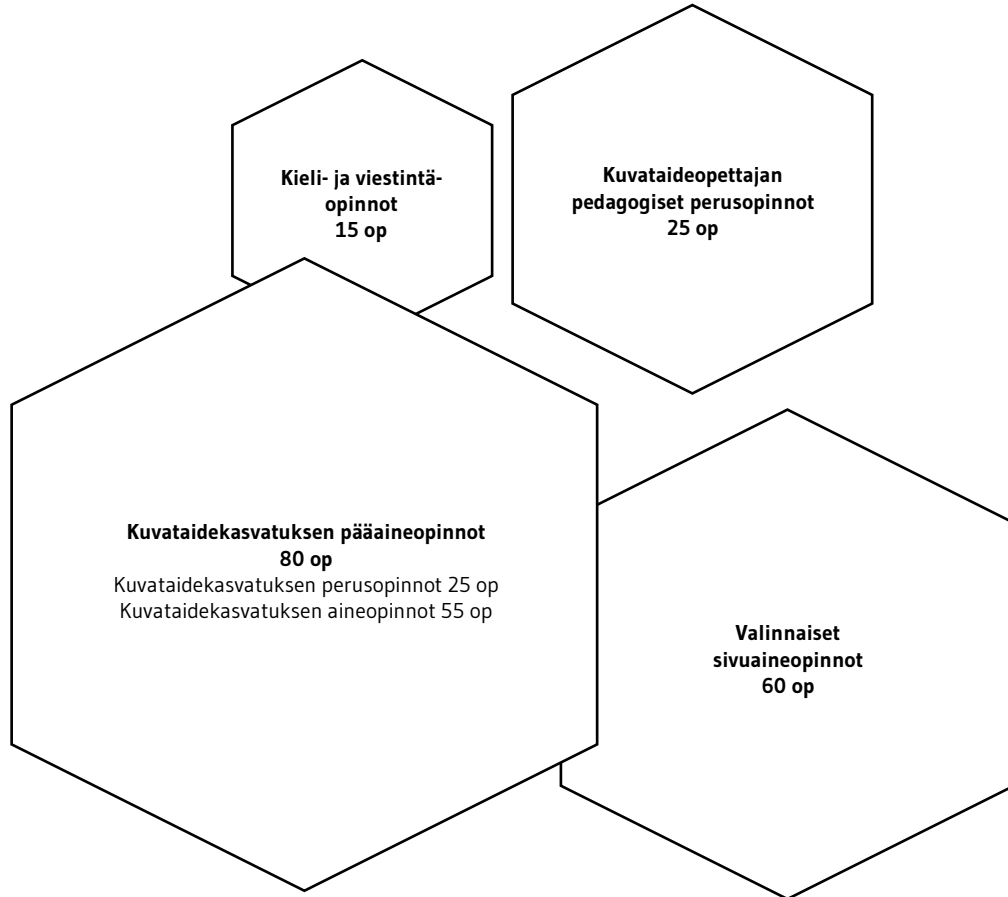 Kieli- ja viestintä-
opinnot
15 op
Kuvataideopettajan
pedagogiset perusopinnot
25 op
Kuvataidekasvatuksen pääaineopinnot
80 op
Kuvataidekasvatuksen perusopinnot 25 op
Kuvataidekasvatuksen aineopinnot 55 op
Valinnaiset
sivuaineopinnot
60 op